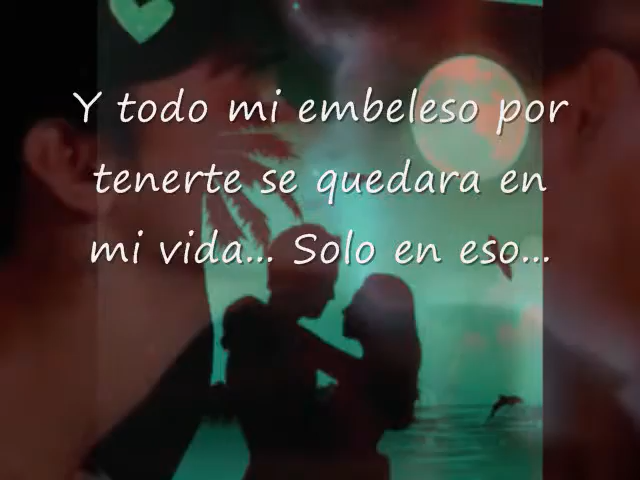 Y todo mi embeleso por
tenerte se quedara en
mi vida... Solo en eso...